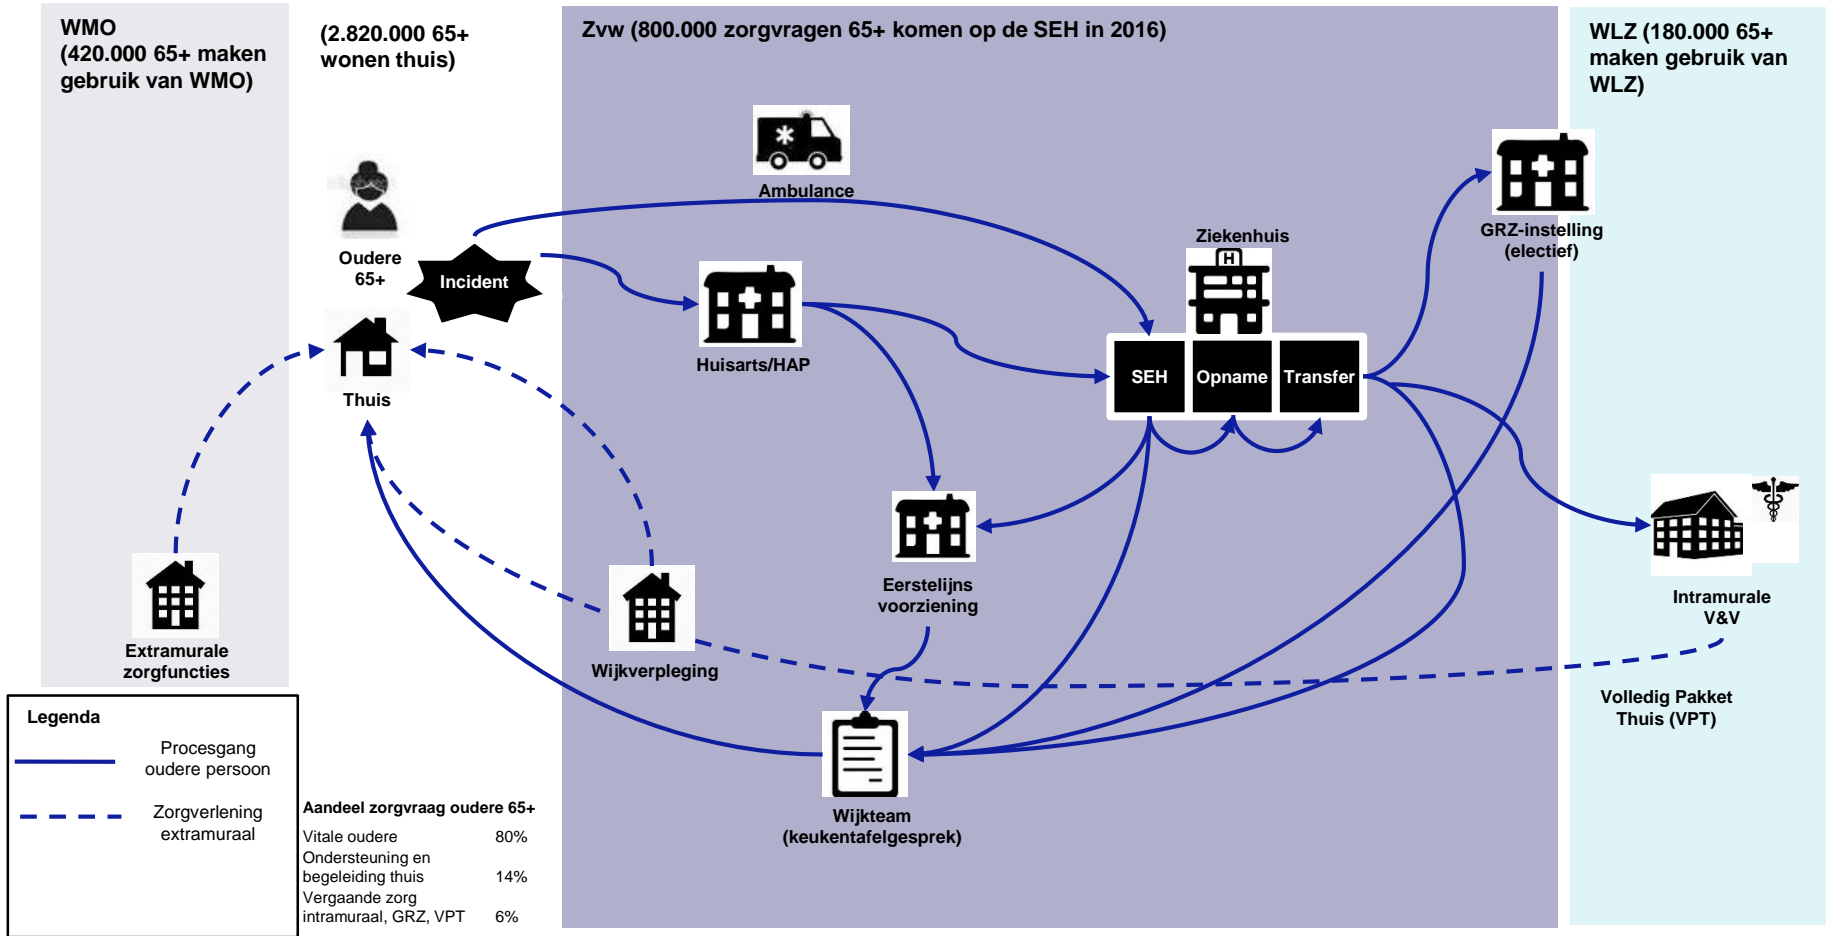 WMO
(420.000 65+ maken
gebruik van WMO)
(2.820.000 65+
wonen thuis)
Zvw (800.000 zorgvragen 65+ komen op de SEH in 2016)
WLZ (180.000 65+
maken gebruik van
WLZ)
Ambulance
Oudere
65+
Incident
Ziekenhuis
H
GRZ-instelling
(electief)
Huisarts/HAP
SEH
Opname
Transfer
Thuis
Eerstelijns
voorziening
Extramurale
zorgfuncties
Wijkverpleging
Intramurale
V&V
Volledig Pakket
Thuis (VPT)
Wijkteam
(keukentafelgesprek)
Legenda
Procesgang
oudere persoon
Zorgverlening
extramuraal
Aandeel zorgvraag oudere 65+
Vitale oudere 80%
Ondersteuning en
begeleiding thuis 14%
Vergaande zorg
intramuraal, GRZ, VPT 6%